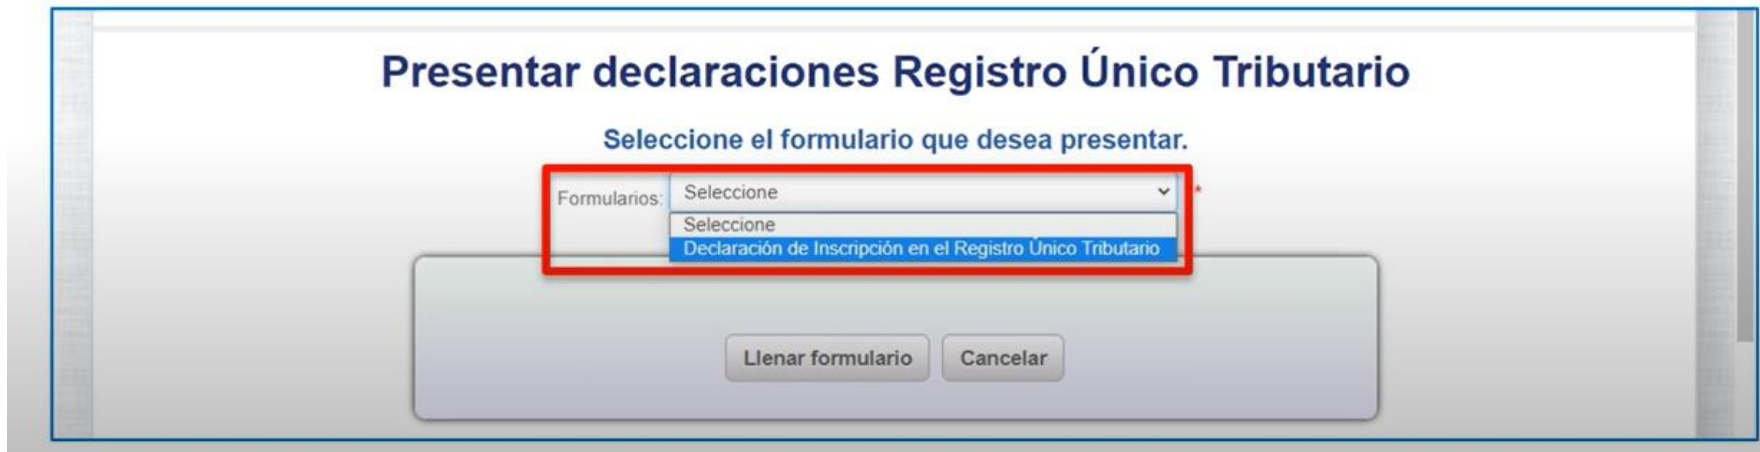 Presentar declaraciones Registro Único Tributario
Seleccione el formulario que desea presentar.
Formularios: Seleccione *
Seleccione
Declaración de Inscripción en el Registro Único Tributario
Llenar formulario Cancelar